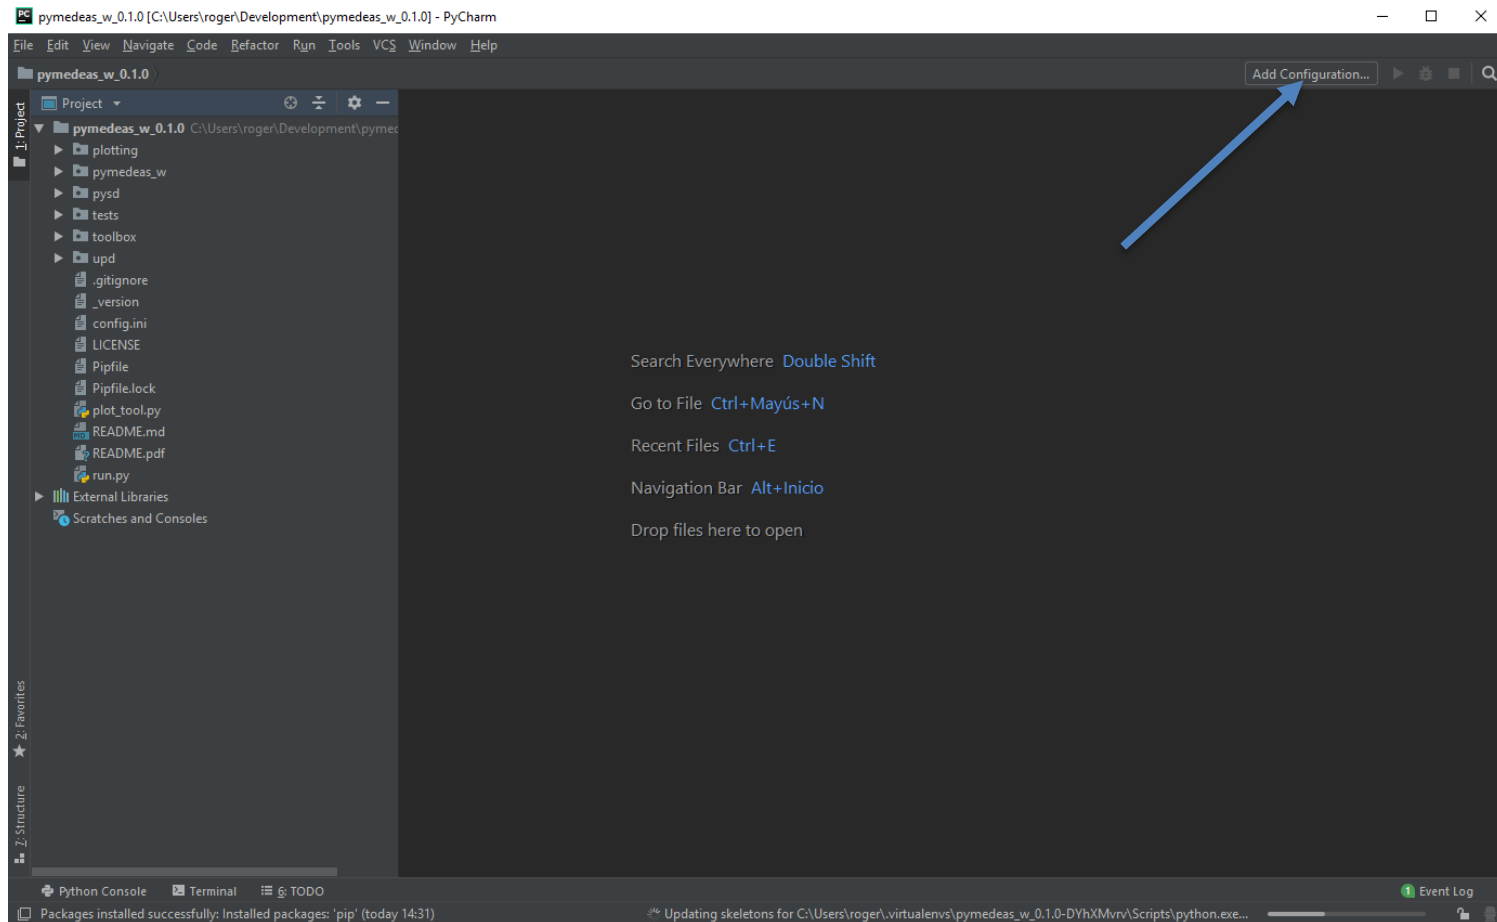 PC pymedeas_w_0.1.0 [C:\Users\roger\Development\pymedeas_w_0.1.0] - PyCharm
File Edit View Navigate Code Refactor Run Tools VCS Window Help
pymedeas_w_0.1.0
Add Configuration...
1: Project
Project
pymedeas_w_0.1.0 C:\Users\roger\Development\pymed
plotting
pymedeas_w
pysd
tests
toolbox
upd
.gitignore
_version
config.ini
LICENSE
Pipfile
Pipfile.lock
plot_tool.py
README.md
README.pdf
run.py
External Libraries
Scratches and Consoles
Search Everywhere Double Shift
Go to File Ctrl+Mayús+N
Recent Files Ctrl+E
Navigation Bar Alt+Inicio
Drop files here to open
2: Favorites
7: Structure
Python Console Terminal 6: TODO
1 Event Log
Packages installed successfully: Installed packages: 'pip' (today 14:31)
Updating skeletons for C:\Users\roger\.virtualenvs\pymedeas_w_0.1.0-DYhXMvrv\Scripts\python.exe...